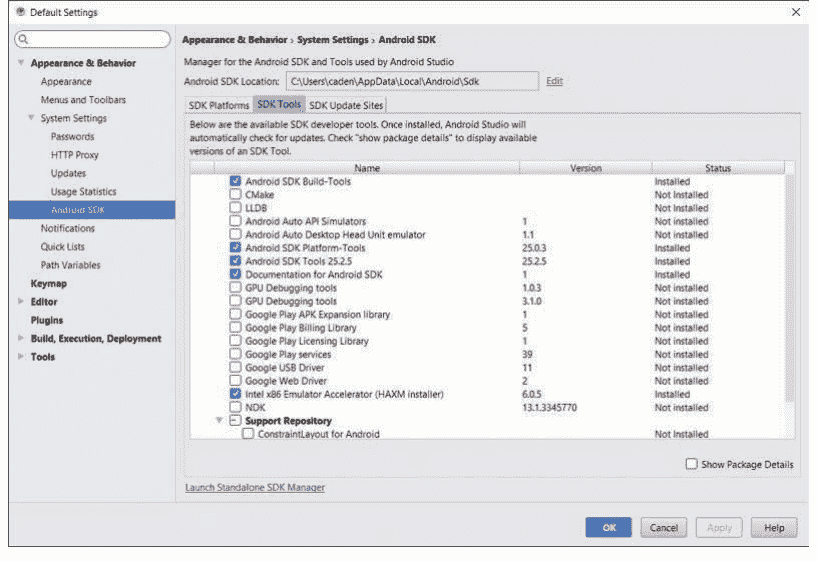 Default Settings
Appearance & Behavior
Appearance
Menus and Toolbars
System Settings
Passwords
HTTP Proxy
Updates
Usage Statistics
Android SDK
Notifications
Quick Lists
Path Variables
Keymap
Editor
Plugins
Build, Execution, Deployment
Tools
Appearance & Behavior › System Settings › Android SDK
Manager for the Android SDK and Tools used by Android Studio
Android SDK Location: C:\Users\caden\AppData\Local\Android\Sdk Edit
SDK Platforms SDK Tools SDK Update Sites
Below are the available SDK developer tools. Once installed, Android Studio will
automatically check for updates. Check "show package details" to display available
versions of an SDK Tool.
Name Version Status
Android SDK Build-Tools Installed
CMake Not Installed
LLDB Not Installed
Android Auto API Simulators 1 Not installed
Android Auto Desktop Head Unit emulator 1.1 Not installed
Android SDK Platform-Tools 25.0.3 Installed
Android SDK Tools 25.2.5 25.2.5 Installed
Documentation for Android SDK 1 Installed
GPU Debugging tools 1.0.3 Not installed
GPU Debugging tools 3.1.0 Not installed
Google Play APK Expansion library 1 Not installed
Google Play Billing Library 5 Not installed
Google Play Licensing Library 1 Not installed
Google Play services 39 Not installed
Google USB Driver 11 Not installed
Google Web Driver 2 Not installed
Intel x86 Emulator Accelerator (HAXM installer) 6.0.5 Installed
NDK 13.1.3345770 Not installed
Support Repository
ConstraintLayout for Android Not Installed
Show Package Details
Launch Standalone SDK Manager
OK Cancel Apply Help